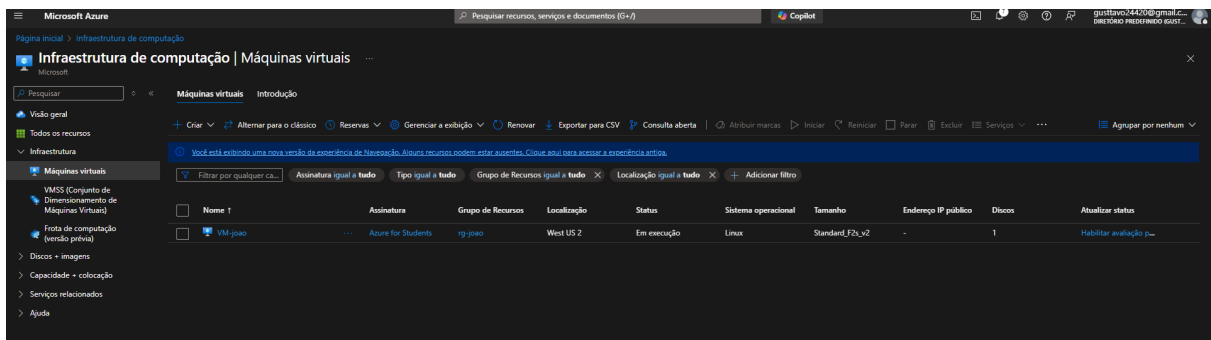 Microsoft Azure
Pesquisar recursos, serviços e documentos (G+/)
Copilot
gusttavo24420@gmail.c...
DIRETÓRIO PREDEFINIDO (GUST...
Página inicial > Infraestrutura de computação
Infraestrutura de computação | Máquinas virtuais ...
Microsoft
Pesquisar
Visão geral
Todos os recursos
Infraestrutura
Máquinas virtuais
VMSS (Conjunto de
Dimensionamento de
Máquinas Virtuais)
Frota de computação
(versão prévia)
Discos + imagens
Capacidade + colocação
Serviços relacionados
Ajuda
Máquinas virtuais Introdução
Criar Alternar para o clássico Reservas Gerenciar a exibição Renovar Exportar para CSV Consulta aberta Atribuir marcas Iniciar Reiniciar Parar Excluir Serviços ... Agrupar por nenhum
Você está exibindo uma nova versão da experiência de Navegação. Alguns recursos podem estar ausentes. Clique aqui para acessar a experiência antiga.
Filtrar por qualquer ca... Assinatura igual a tudo Tipo igual a tudo Grupo de Recursos igual a tudo Localização igual a tudo Adicionar filtro
Nome ↑ Assinatura Grupo de Recursos Localização Status Sistema operacional Tamanho Endereço IP público Discos Atualizar status
VM-joao ... Azure for Students rg-joao West US 2 Em execução Linux Standard_F2s_v2 - 1 Habilitar avaliação p...